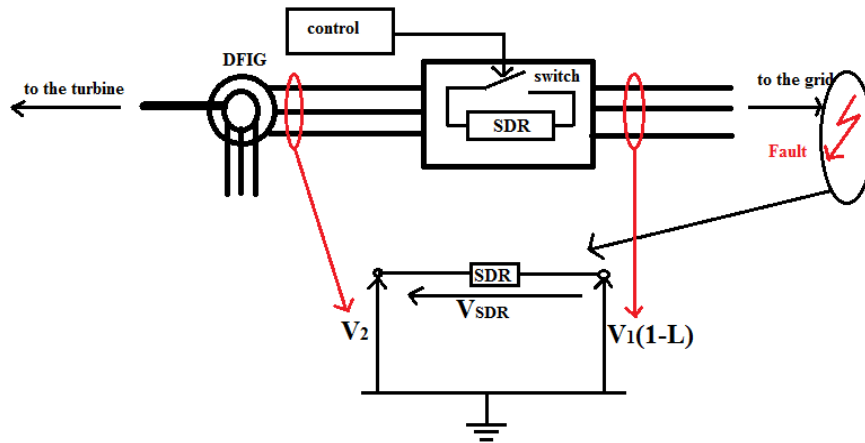 control
DFIG
switch
to the turbine
to the grid
SDR
Fault
SDR
VSDR
V2
V1(1-L)